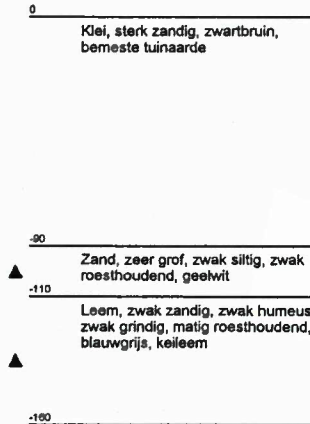 0
Klei, sterk zandig, zwartbruin,
bemeste tuinaarde
-90
Zand, zeer grof, zwak siltig, zwak
roesthoudend, geelwit
-110
Leem, zwak zandig, zwak humeus
zwak grindig, matig roesthoudend,
blauwgrijs, keileem
-160